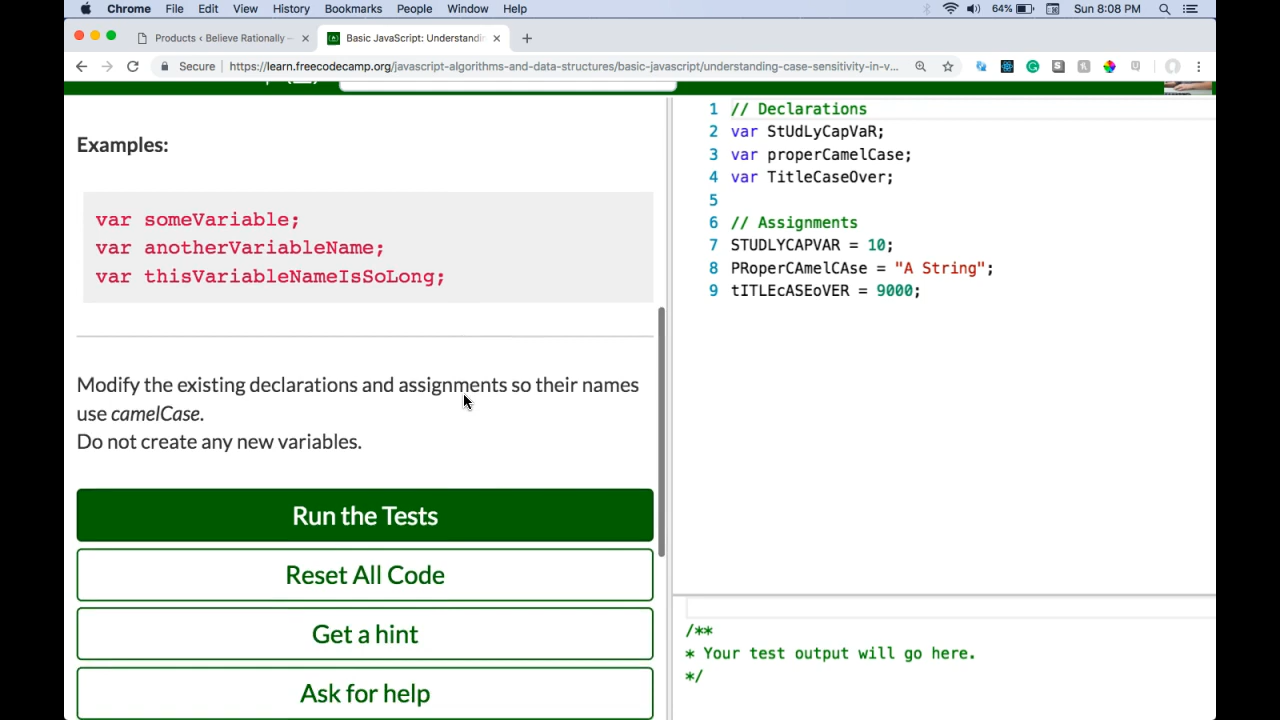 Chrome File Edit View History Bookmarks People Window Help 64% Sun 8:08 PM
Products ‹ Believe Rationally — Basic JavaScript: Understandin
Secure https://learn.freecodecamp.org/javascript-algorithms-and-data-structures/basic-javascript/understanding-case-sensitivity-in-v...
Examples:
var someVariable;
var anotherVariableName;
var thisVariableNameIsSoLong;
Modify the existing declarations and assignments so their names
use camelCase.
Do not create any new variables.
Run the Tests
Reset All Code
Get a hint
Ask for help
1 // Declarations
2 var StUdLyCapVaR;
3 var properCamelCase;
4 var TitleCaseOver;
5
6 // Assignments
7 STUDLYCAPVAR = 10;
8 PRoperCAmelCAse = "A String";
9 tITLEcASEoVER = 9000;
/**
* Your test output will go here.
*/